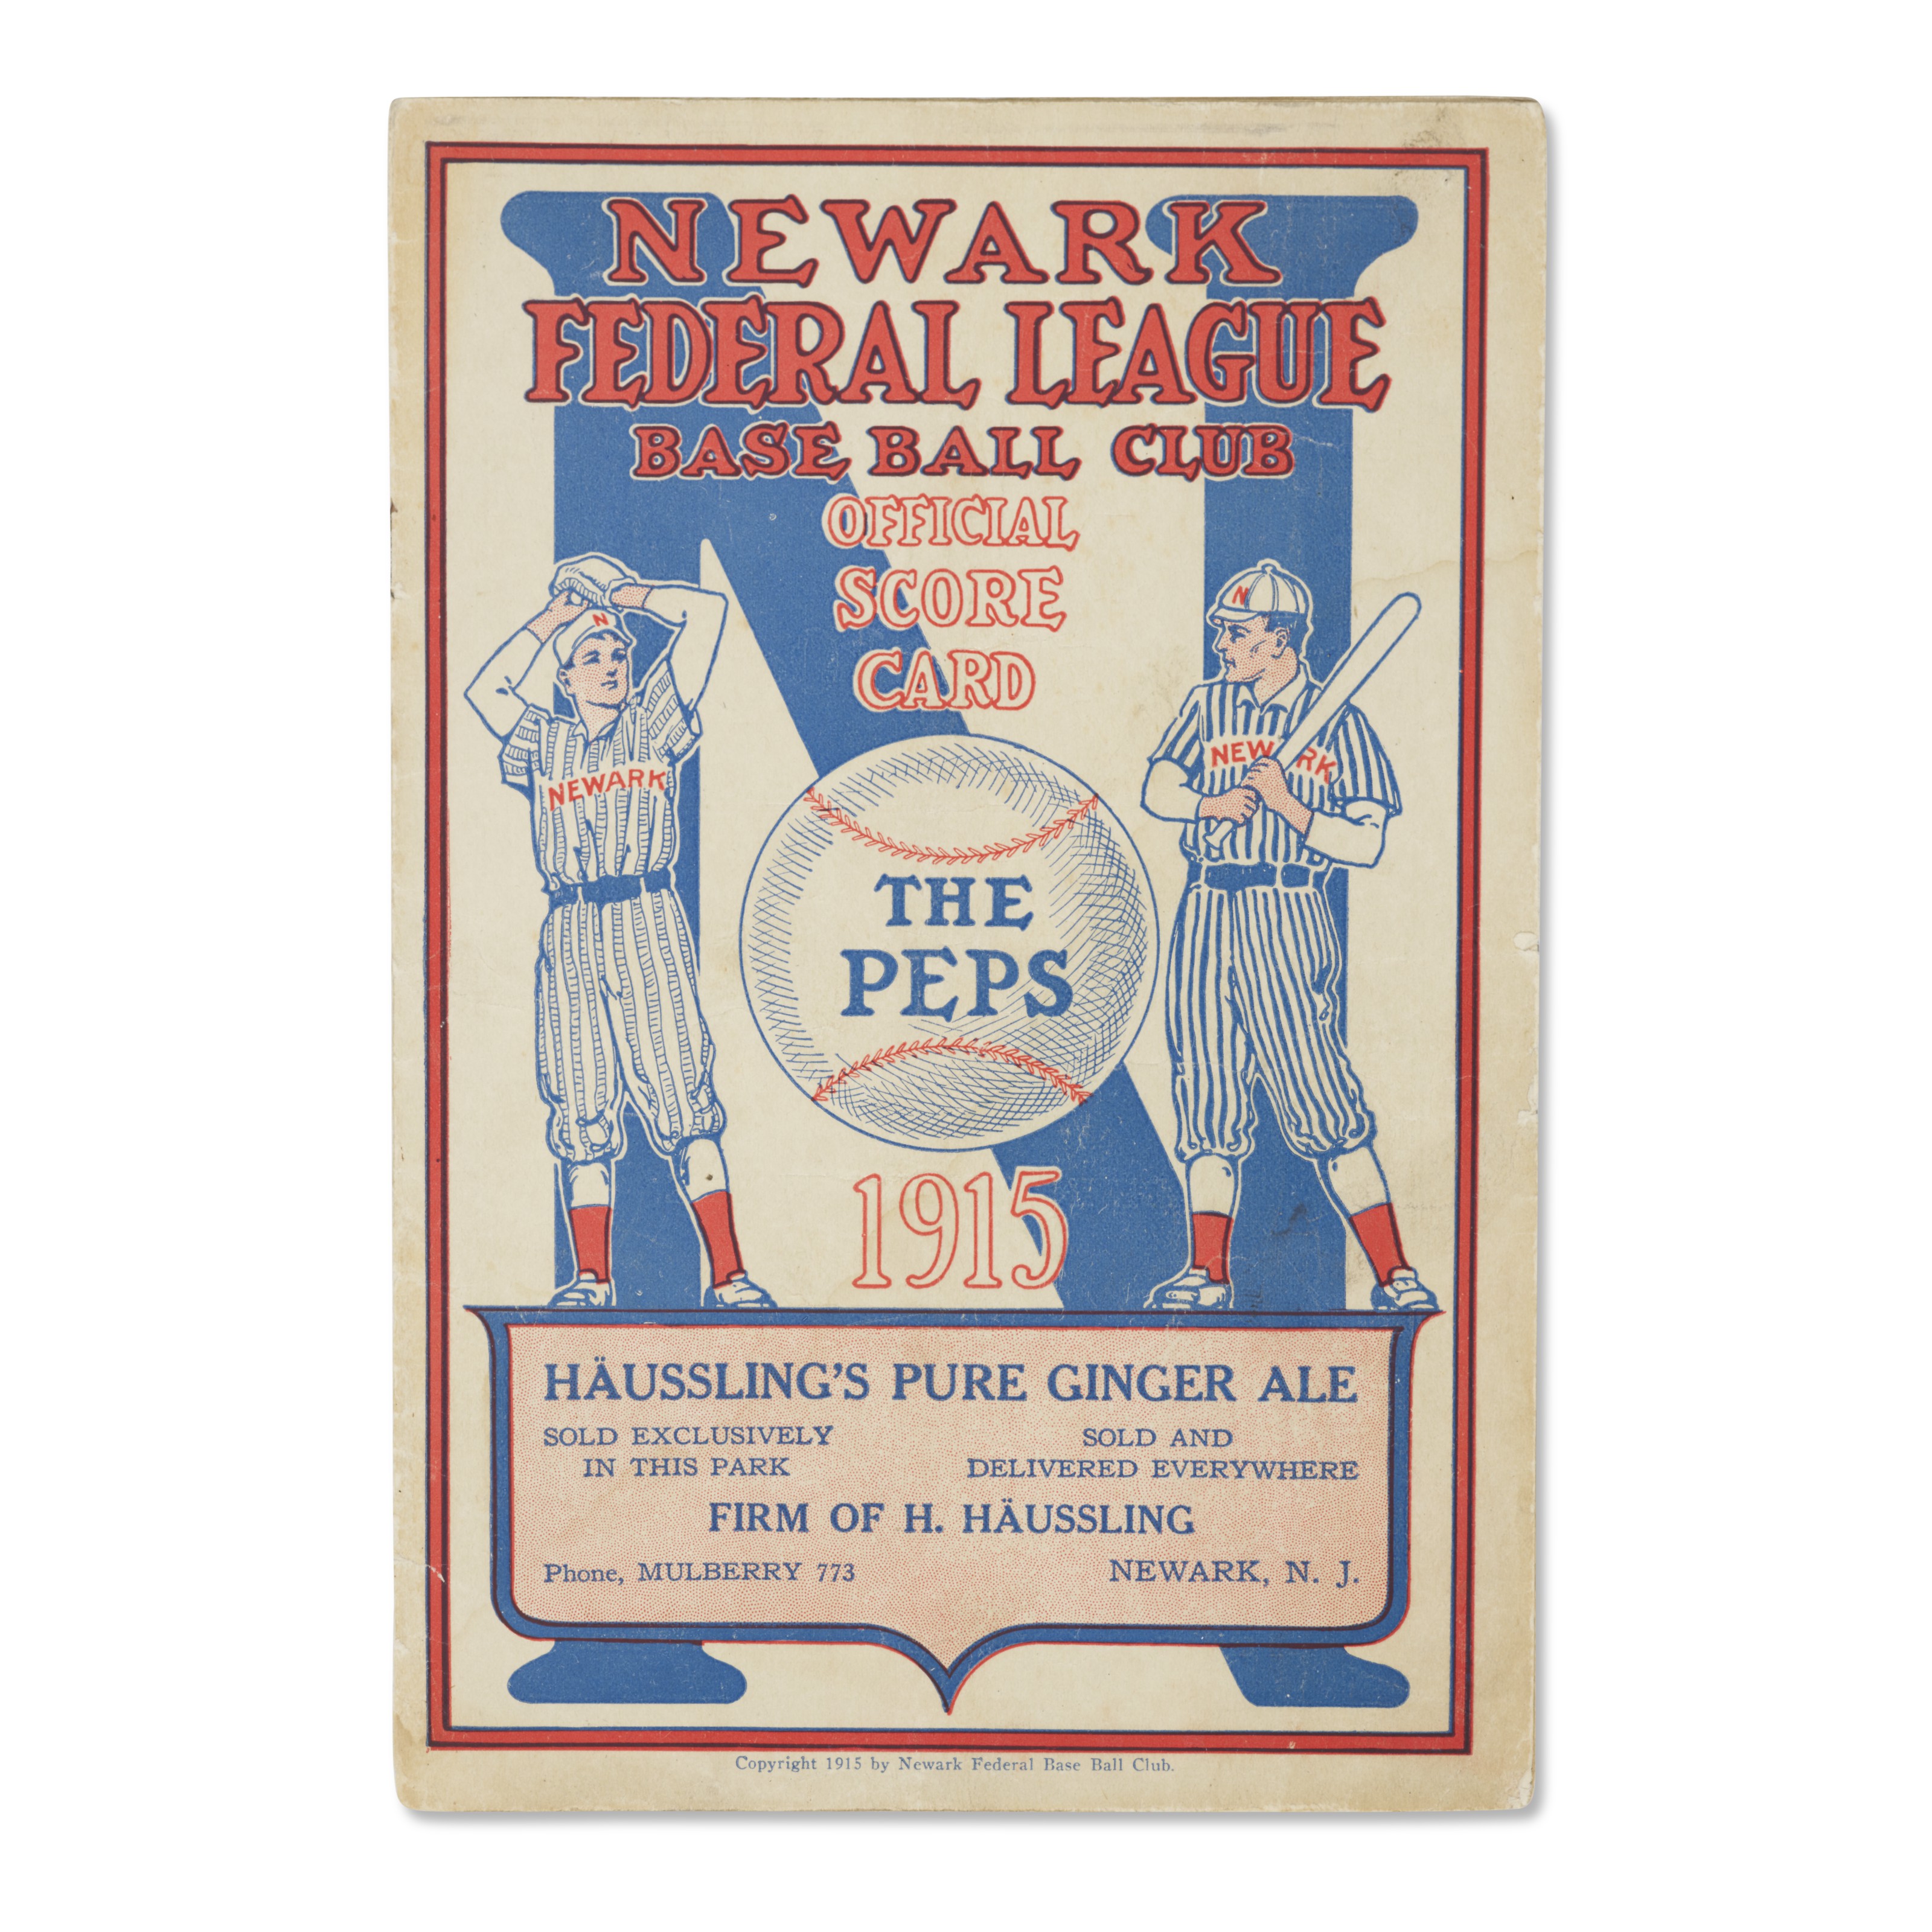 NEWARK
FEDERAL LEAGUE
BASE BALL CLUB
OFFICIAL
SCORE
CARD
N
N
NEWARK
NEW RK
THE
PEPS
1915
HÄUSSLING'S PURE GINGER ALE
SOLD EXCLUSIVELY
IN THIS PARK
SOLD AND
DELIVERED EVERYWHERE
FIRM OF H. HÄUSSLING
Phone, MULBERRY 773
NEWARK, N. J.
Copyright 1915 by Newark Federal Base Ball Club.